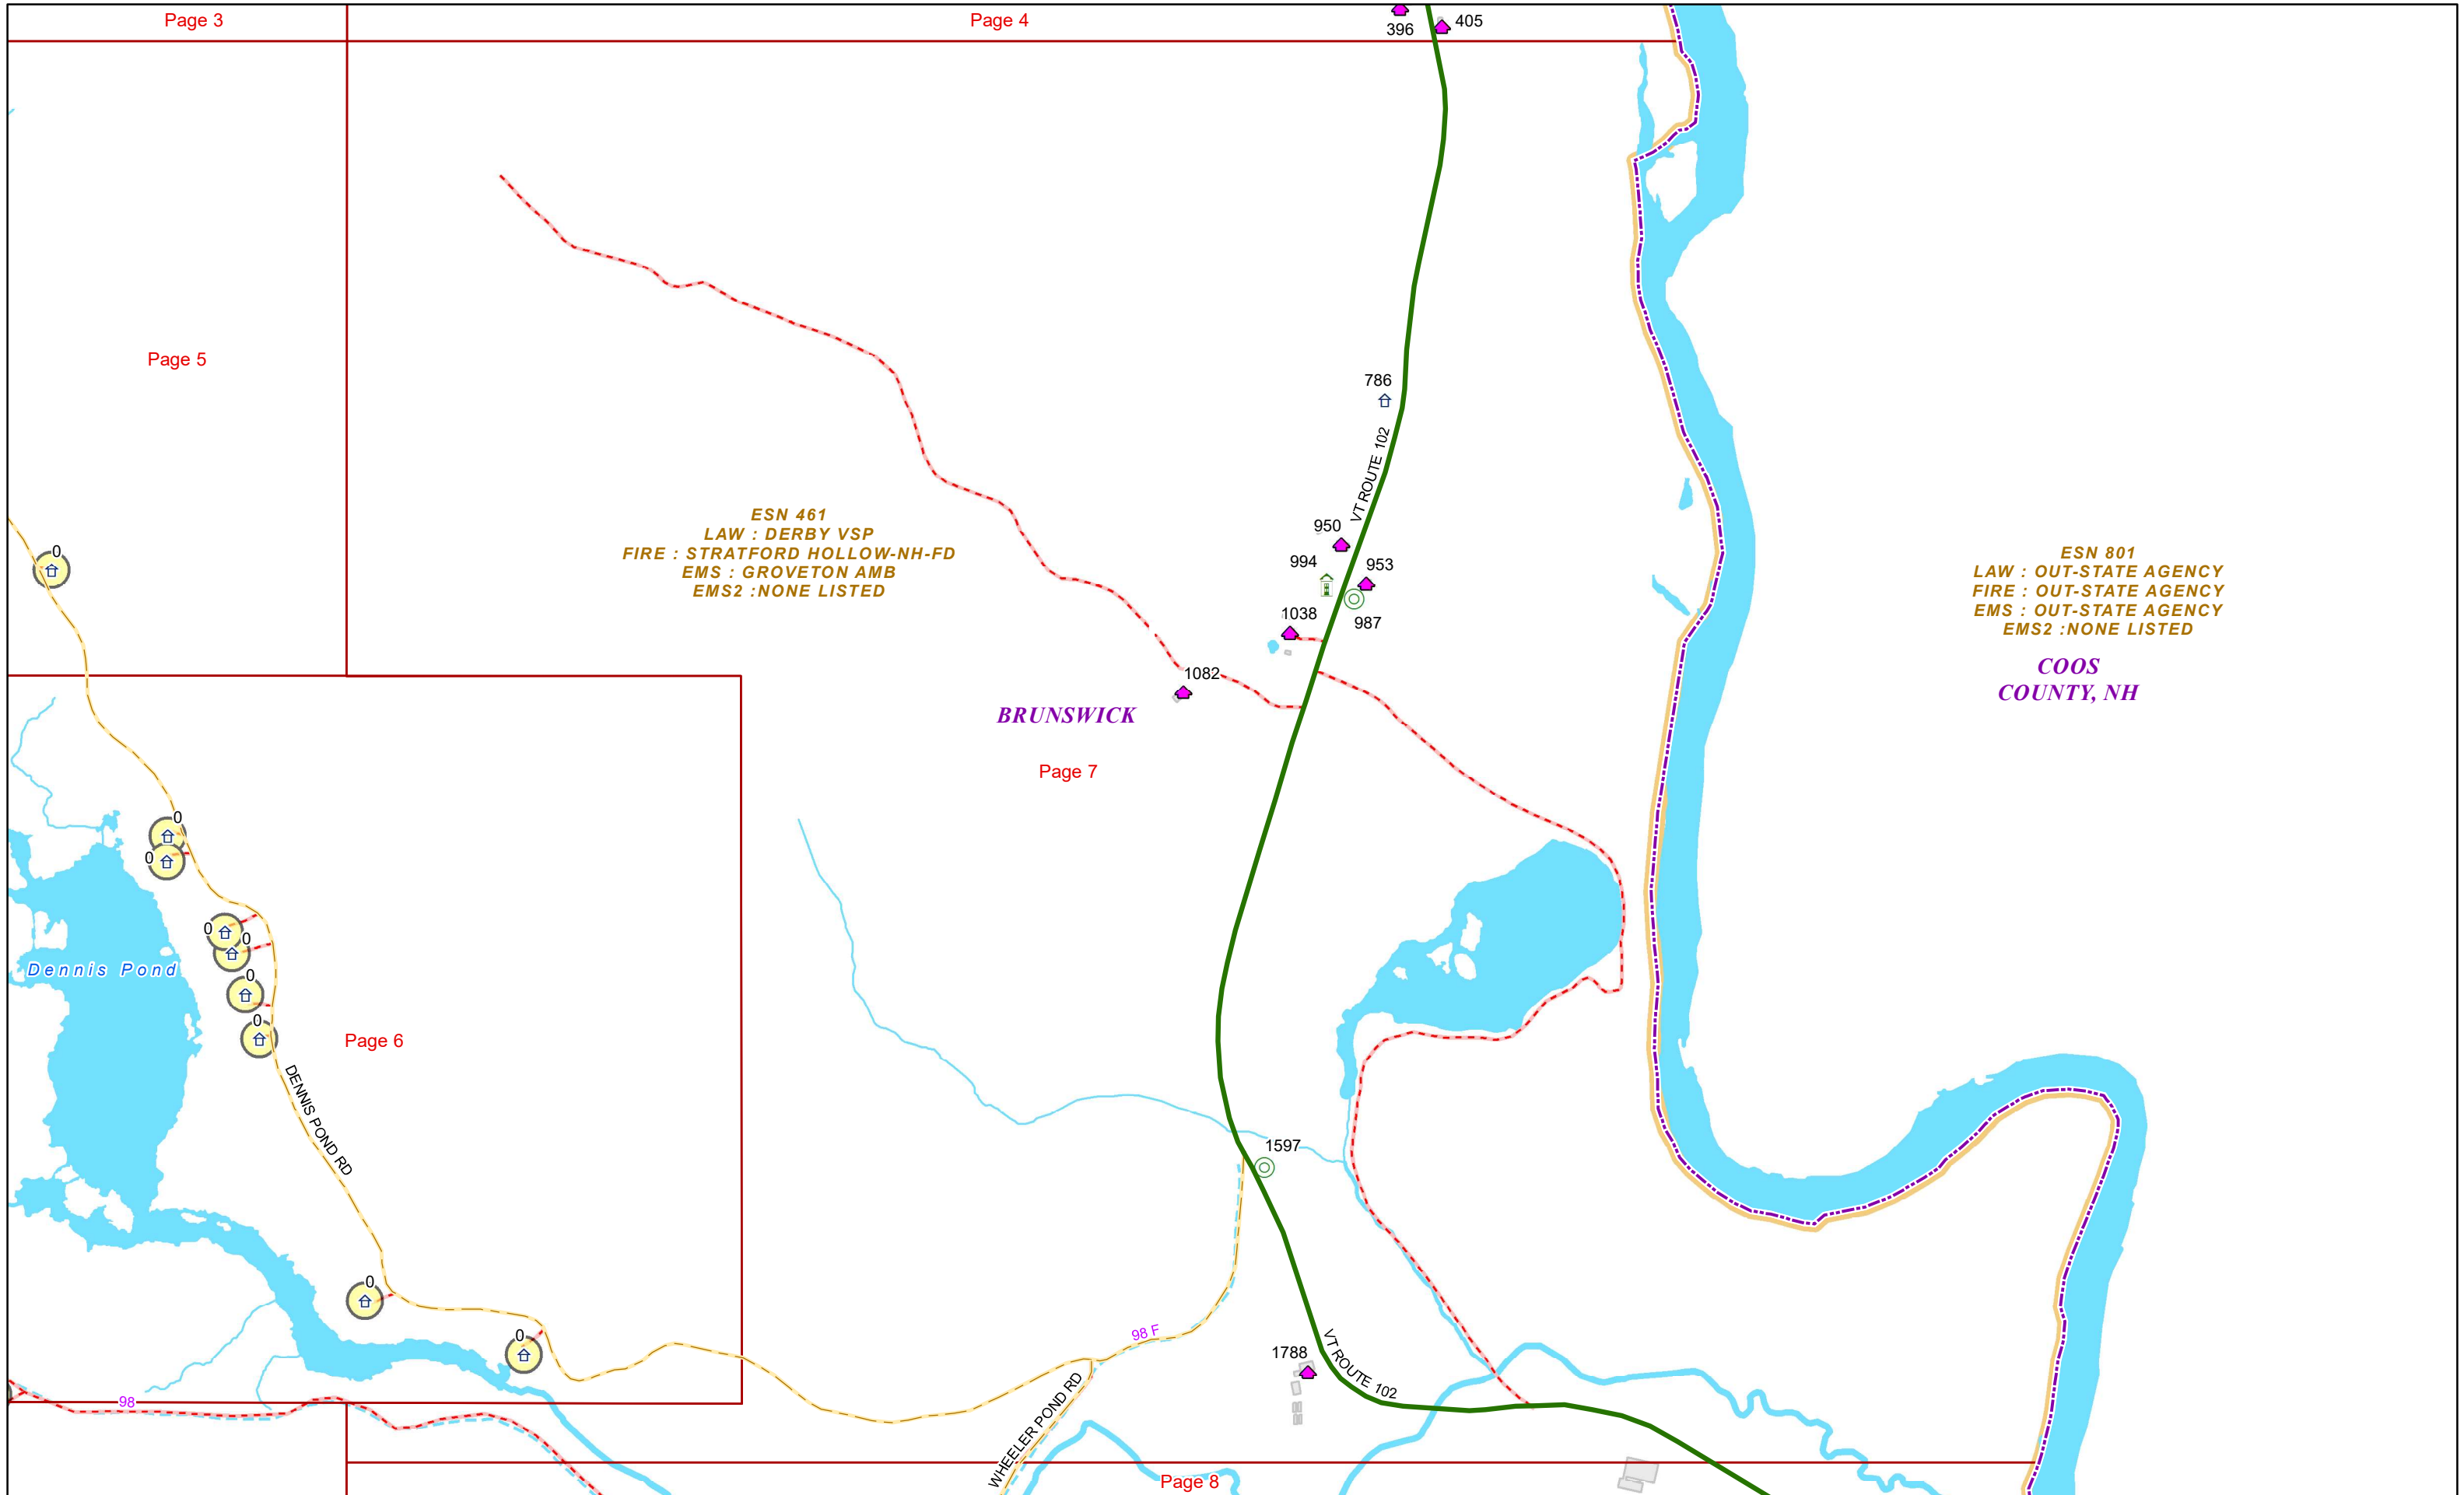 Page 3
Page 4
396
405
Page 5
786
VT ROUTE 102
ESN 461
LAW : DERBY VSP
FIRE : STRATFORD HOLLOW-NH-FD
EMS : GROVETON AMB
EMS2 :NONE LISTED
950
994
953
987
1038
1082
ESN 801
LAW : OUT-STATE AGENCY
FIRE : OUT-STATE AGENCY
EMS : OUT-STATE AGENCY
EMS2 :NONE LISTED
COOS
COUNTY, NH
BRUNSWICK
Page 7
0
0
0
0
0
Dennis Pond
0
0
Page 6
DENNIS POND RD
1597
0
0
98 F
VT ROUTE 102
1788
98
WHEELER POND RD
Page 8